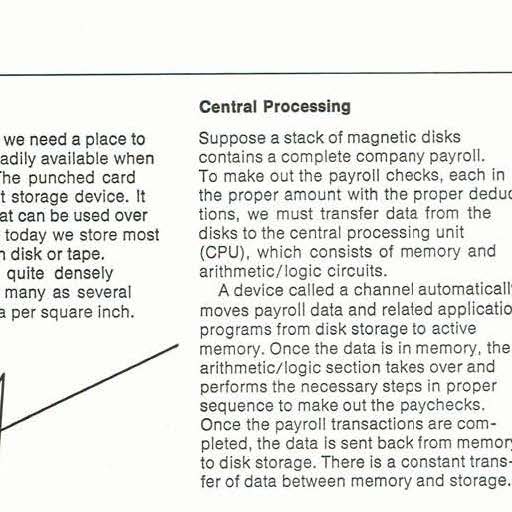 we need a place to
adily available when
he punched card
t storage device. It
at can be used over
today we store most
n disk or tape.
quite densely
many as several
a per square inch.
Central Processing
Suppose a stack of magnetic disks
contains a complete company payroll.
To make out the payroll checks, each in
the proper amount with the proper deduc
tions, we must transfer data from the
disks to the central processing unit
(CPU), which consists of memory and
arithmetic/logic circuits.
A device called a channel automaticall
moves payroll data and related applicatio
programs from disk storage to active
memory. Once the data is in memory, the
arithmetic/logic section takes over and
performs the necessary steps in proper
sequence to make out the paychecks.
Once the payroll transactions are com-
pleted, the data is sent back from memor
to disk storage. There is a constant trans-
fer of data between memory and storage.